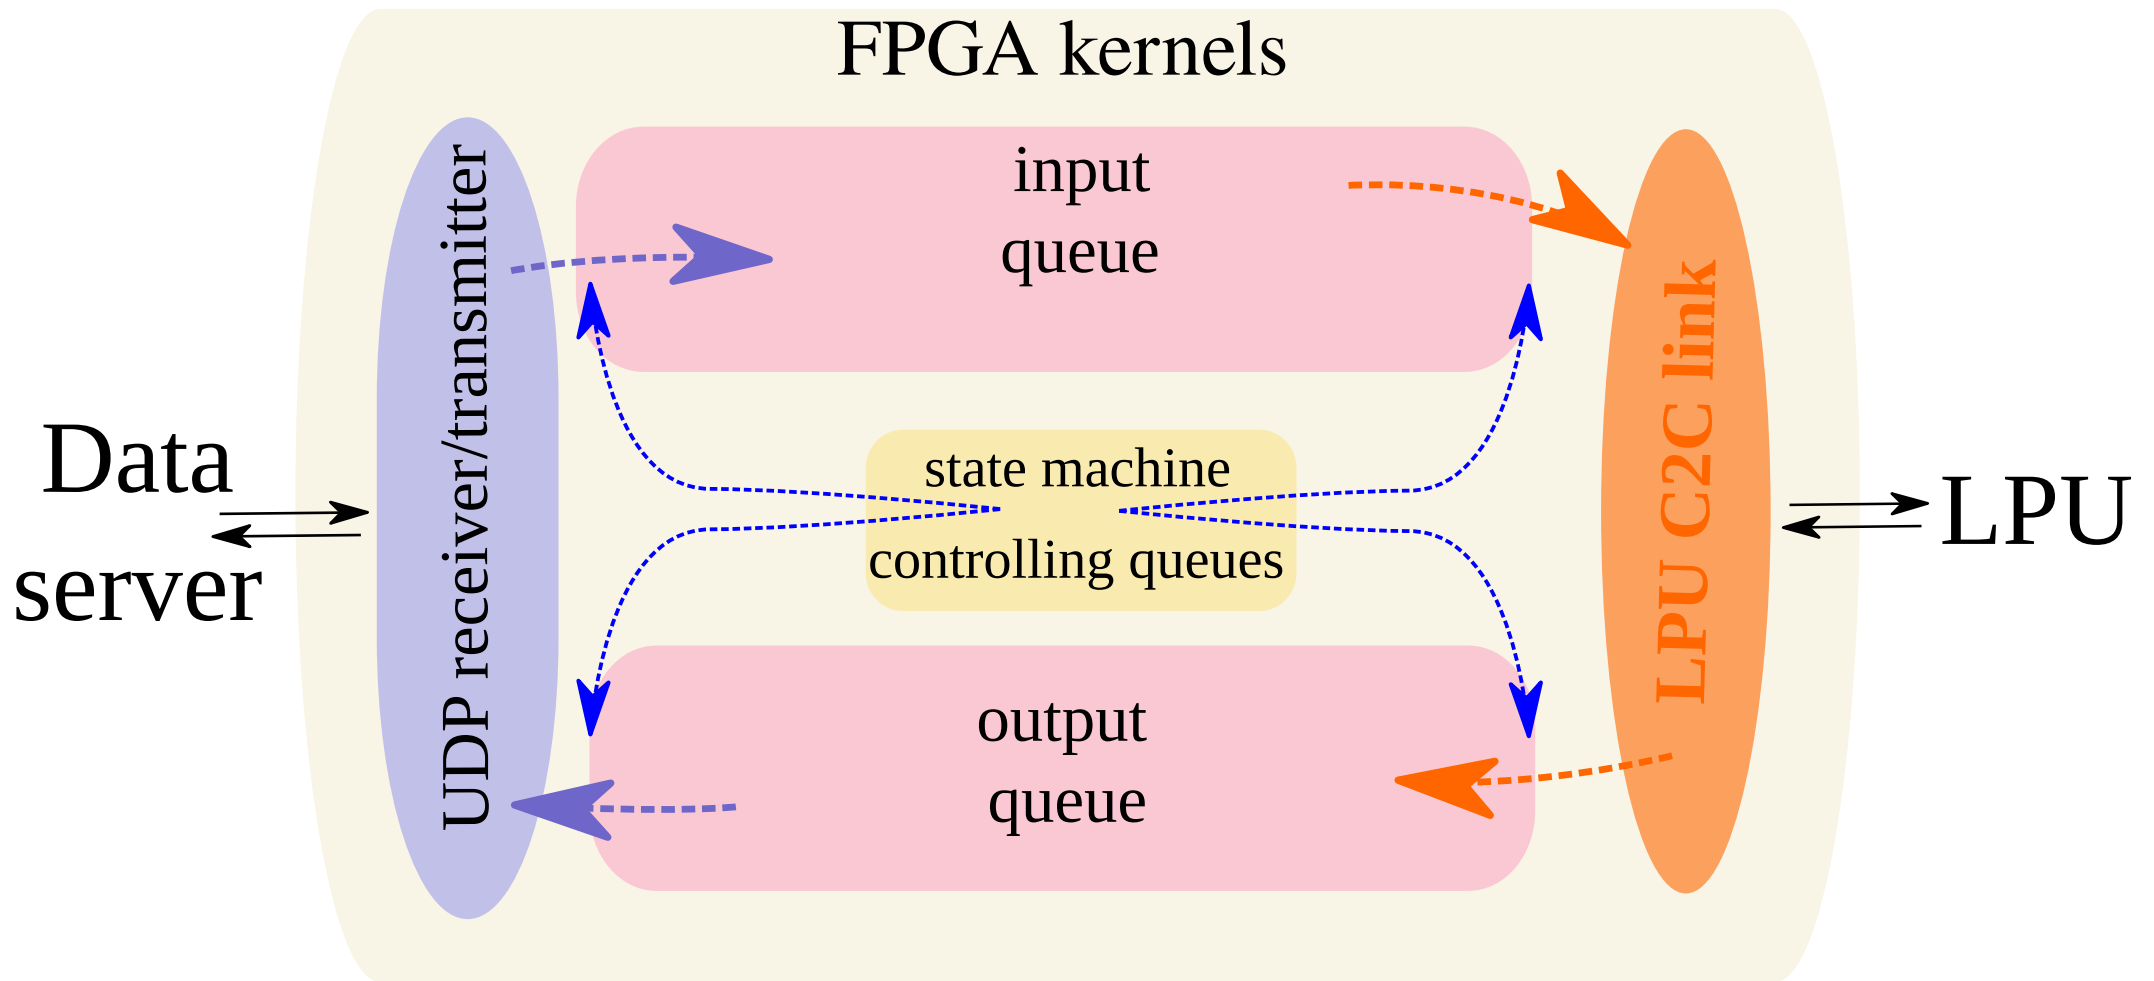 FPGA kernels
Data
server
UDP receiver/transmitter
input
queue
state machine
controlling queues
output
queue
LPU C2C link
LPU